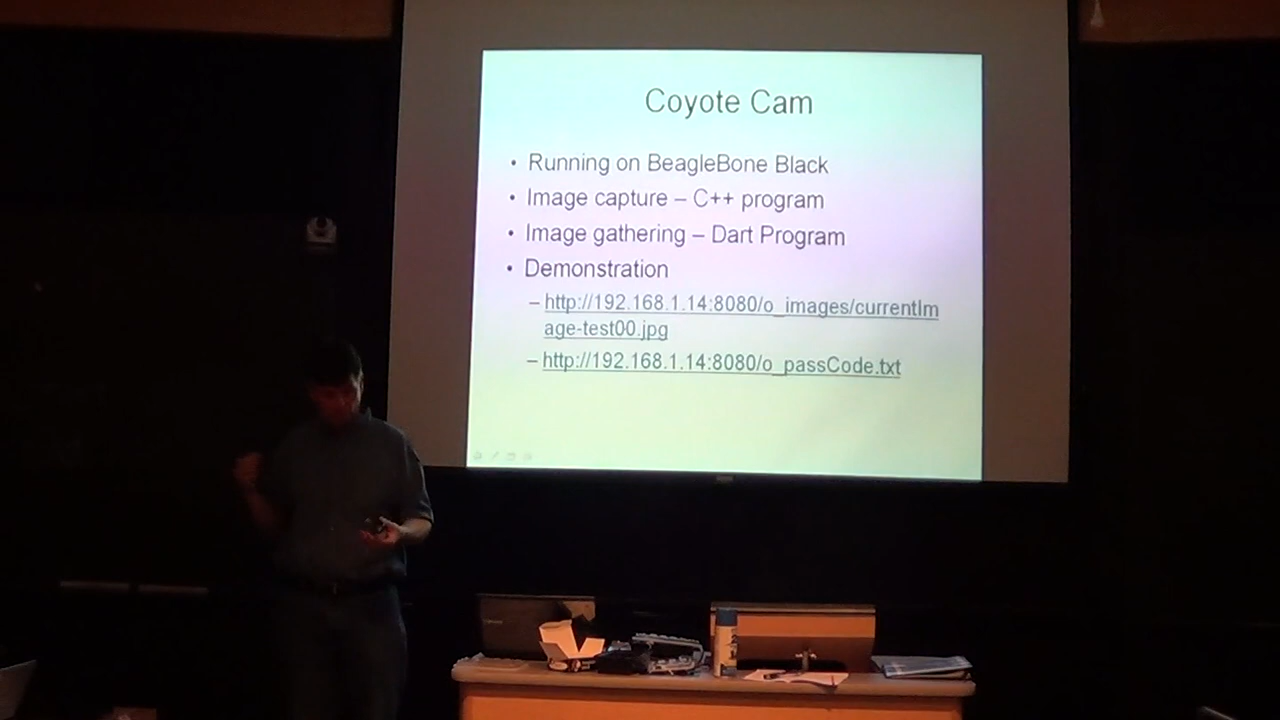 Coyote Cam
• Running on BeagleBone Black
• Image capture – C++ program
• Image gathering – Dart Program
• Demonstration
– http://192.168.1.14:8080/o_images/currentIm
age-test00.jpg
– http://192.168.1.14:8080/o_passCode.txt